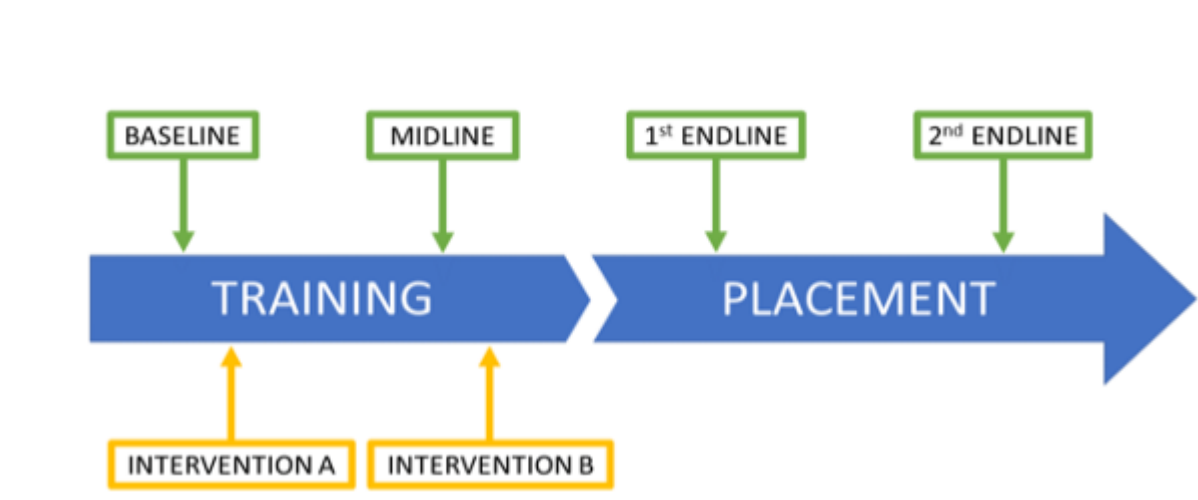 BASELINE
MIDLINE
1st ENDLINE
2nd ENDLINE
TRAINING
PLACEMENT
INTERVENTION A
INTERVENTION B